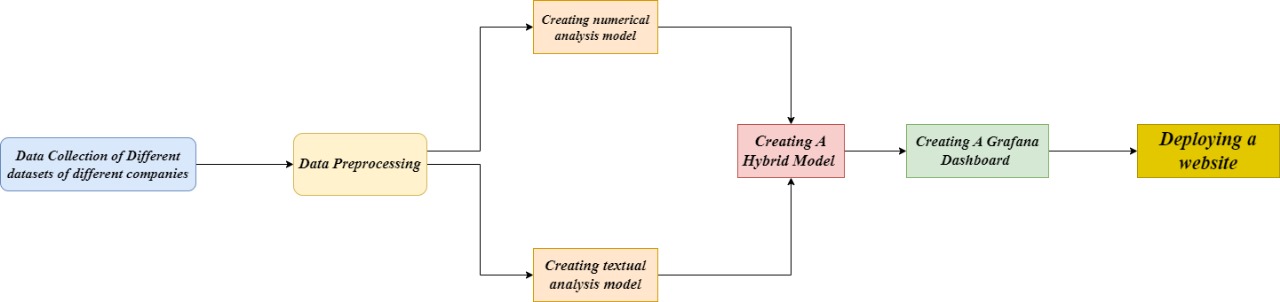 Data Collection of Different
datasets of different companies
Data Preprocessing
Creating numerical
analysis model
Creating textual
analysis model
Creating A
Hybrid Model
Creating A Grafana
Dashboard
Deploying a
website